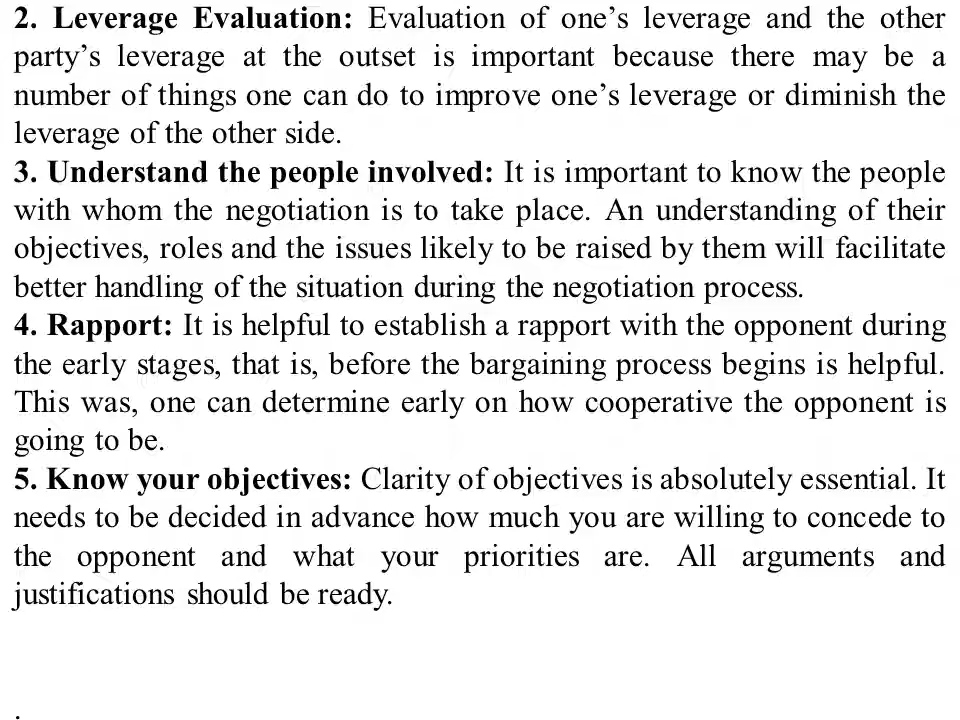 2. Leverage Evaluation: Evaluation of one’s leverage and the other
party’s leverage at the outset is important because there may be a
number of things one can do to improve one’s leverage or diminish the
leverage of the other side.
3. Understand the people involved: It is important to know the people
with whom the negotiation is to take place. An understanding of their
objectives, roles and the issues likely to be raised by them will facilitate
better handling of the situation during the negotiation process.
4. Rapport: It is helpful to establish a rapport with the opponent during
the early stages, that is, before the bargaining process begins is helpful.
This was, one can determine early on how cooperative the opponent is
going to be.
5. Know your objectives: Clarity of objectives is absolutely essential. It
needs to be decided in advance how much you are willing to concede to
the opponent and what your priorities are. All arguments and
justifications should be ready.
.